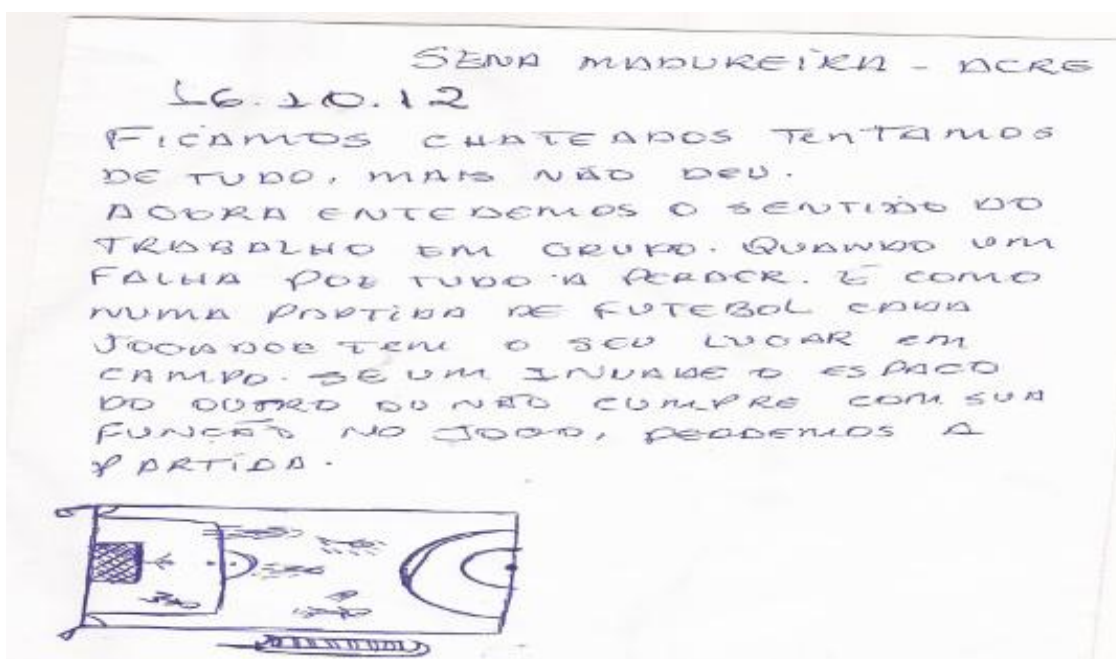 SENA MADUREIRA - ACRE
16.10.12
FICAMOS CHATEADOS TENTAMOS
DE TUDO, MAIS NÃO DEU.
AGORA ENTEDEMOS O SENTIDO DO
TRABALHO EM GRUPO. QUANDO UM
FALHA POE TUDO A PERDER. É COMO
NUMA PARTIDA DE FUTEBOL CADA
JOGADOR TEM O SEU LUGAR EM
CAMPO. SE UM INVADE O ESPAÇO
DO OUTRO OU NÃO CUMPRE COM SUA
FUNÇÃO NO JOGO, PERDEMOS A
PARTIDA.